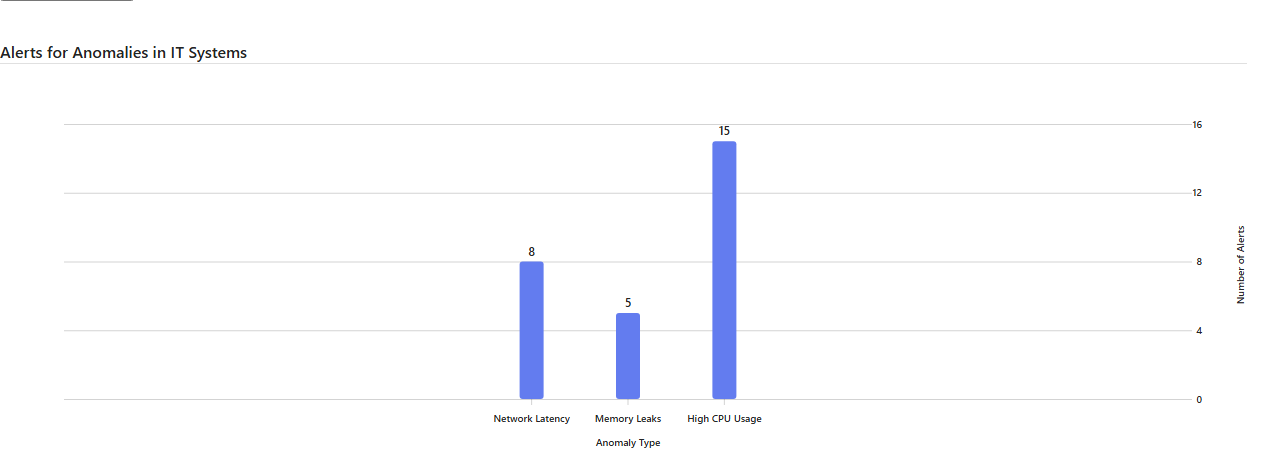 Alerts for Anomalies in IT Systems
16
15
12
8
8
5
4
0
Number of Alerts
Network Latency
Memory Leaks
High CPU Usage
Anomaly Type